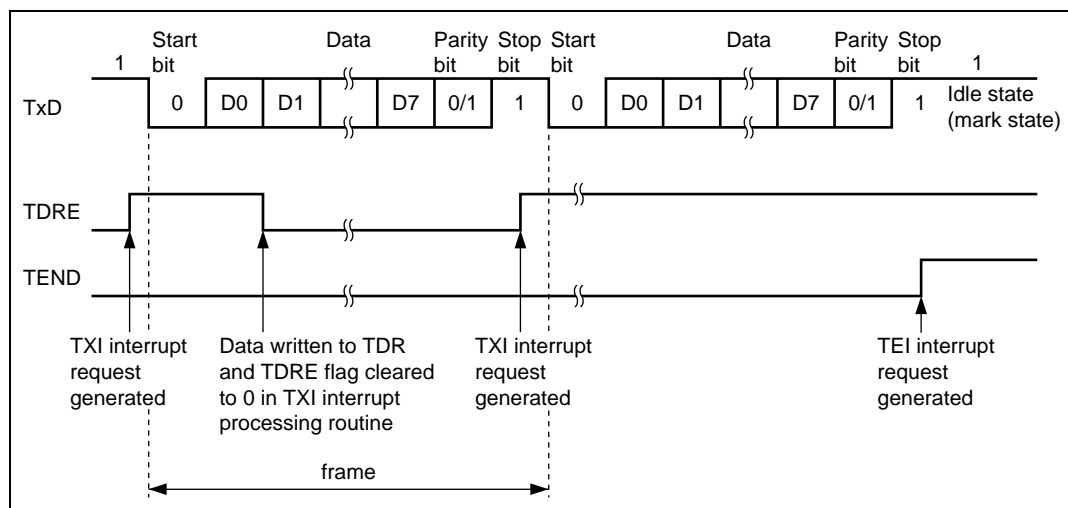 Start bit
Data
Parity bit
Stop bit
Start bit
Data
Parity bit
Stop bit
1
1
TxD
0
D0
D1
D7
0/1
1
0
D0
D1
D7
0/1
1
Idle state
(mark state)
TDRE
TEND
TXI interrupt
request
generated
Data written to TDR
and TDRE flag cleared
to 0 in TXI interrupt
processing routine
TXI interrupt
request
generated
TEI interrupt
request
generated
frame